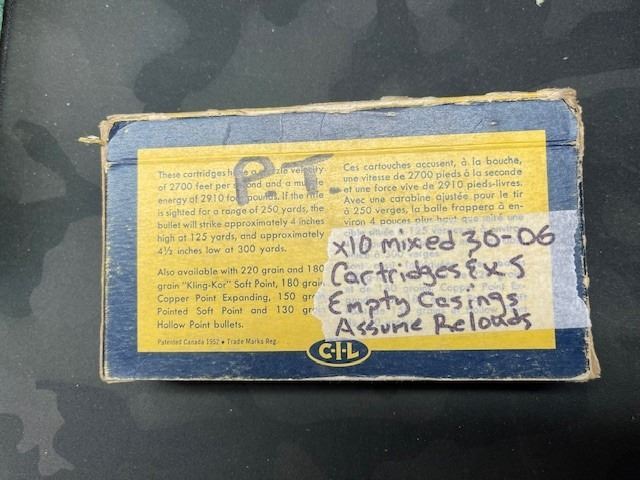 P.T.
These cartridges have a muzzle velocity
of 2700 feet per second and a muzzle
energy of 2910 foot pounds. If the rifle
is sighted for a range of 250 yards, the
bullet will strike approximately 4 inches
high at 125 yards, and approximately
4½ inches low at 300 yards.
Also available with 220 grain and 180
grain "Kling-Kor" Soft Point, 180 grain
Copper Point Expanding, 150 gr
Pointed Soft Point and 130 gr
Hollow Point bullets.
Patented Canada 1952 • Trade Marks Reg.
Ces cartouches accusent, à la bouche,
une vitesse de 2700 pieds à la seconde
et une force vive de 2910 pieds-livres.
Avec une carabine ajustée pour le tir
à 250 verges, la balle frappera à en-
viron 4 pouces plus haut que
x10 mixed 30-06
Cartridges & x5
Empty Casings
Assume Reloads
C-I-L